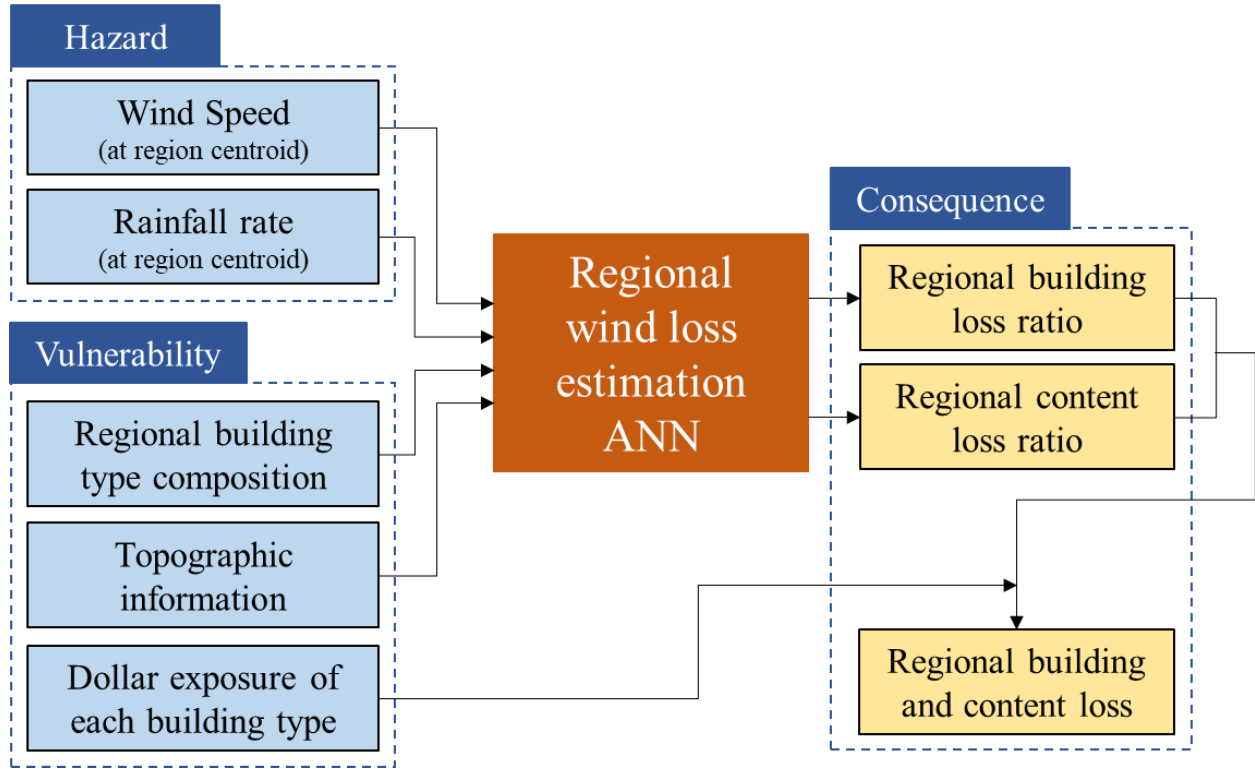 Hazard
Wind Speed
(at region centroid)
Rainfall rate
(at region centroid)
Vulnerability
Regional building
type composition
Topographic
information
Dollar exposure of
each building type
Regional
wind loss
estimation
ANN
Consequence
Regional building
loss ratio
Regional content
loss ratio
Regional building
and content loss